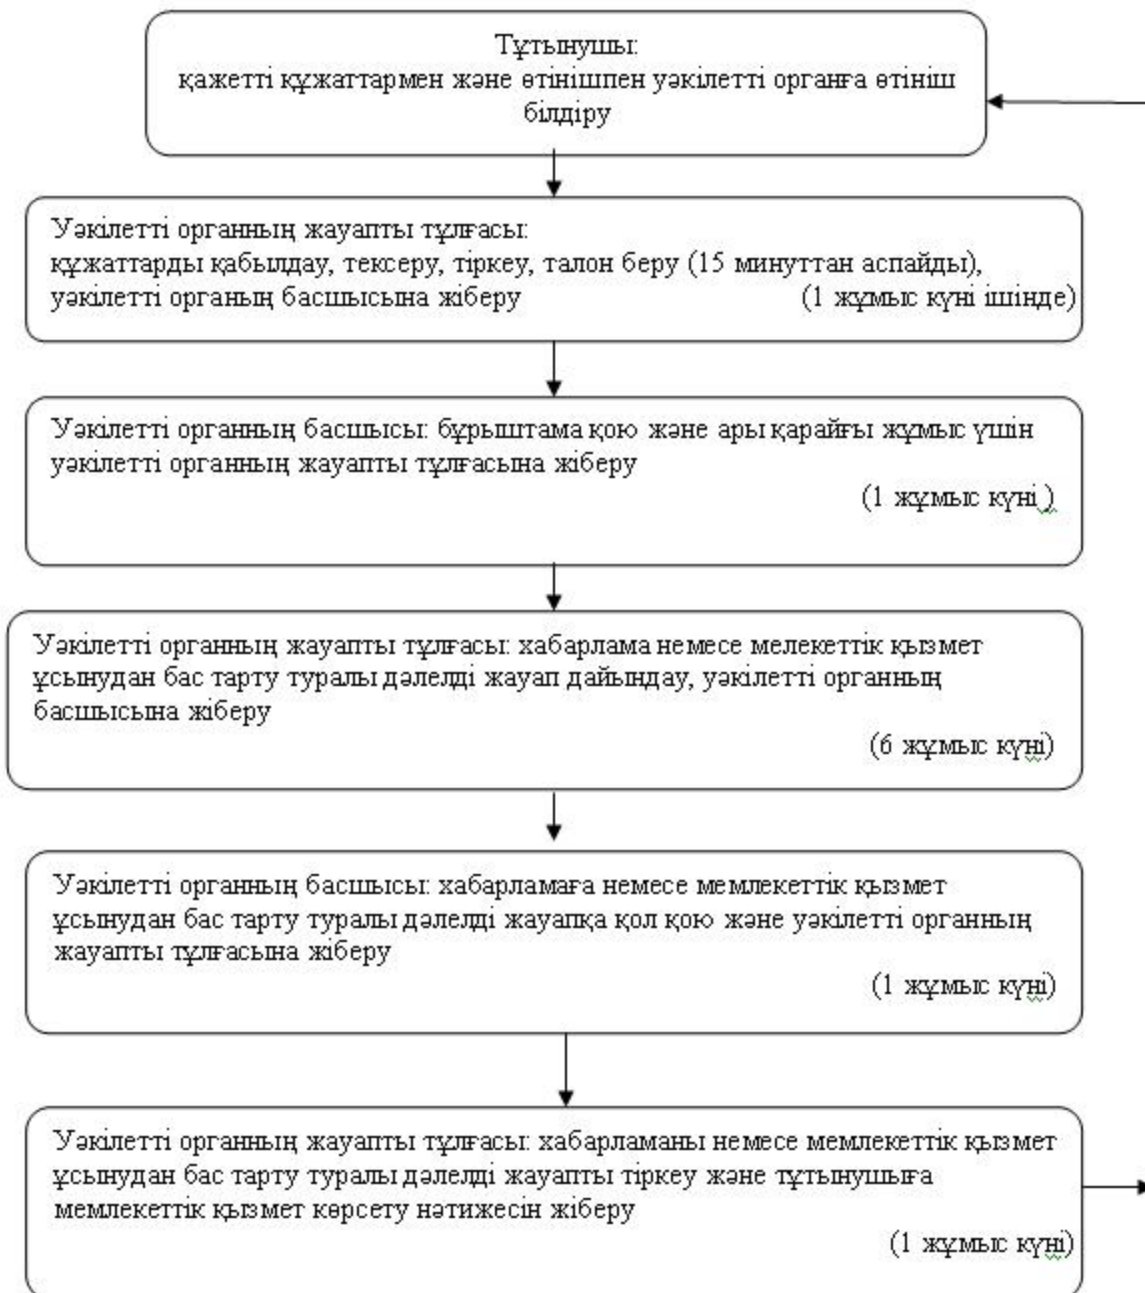 Тұтынушы:
қажетті құжаттармен және өтінішпен уәкілетті органға өтініш
білдіру
Уәкілетті органның жауапты тұлғасы:
құжаттарды қабылдау, тексеру, тіркеу, талон беру (15 минуттан аспайды),
уәкілетті органың басшысына жіберу (1 жұмыс күні ішінде)
Уәкілетті органның басшысы: бұрыштама қою және ары қарайғы жұмыс үшін
уәкілетті органның жауапты тұлғасына жіберу
(1 жұмыс күні )
Уәкілетті органның жауапты тұлғасы: хабарлама немесе мелекеттік қызмет
ұсынудан бас тарту туралы дәлелді жауап дайындау, уәкілетті органның
басшысына жіберу
(6 жұмыс күні)
Уәкілетті органның басшысы: хабарламаға немесе мемлекеттік қызмет
ұсынудан бас тарту туралы дәлелді жауапқа қол қою және уәкілетті органның
жауапты тұлғасына жіберу
(1 жұмыс күні)
Уәкілетті органның жауапты тұлғасы: хабарламаны немесе мемлекеттік қызмет
ұсынудан бас тарту туралы дәлелді жауапты тіркеу және тұтынушыға
мемлекеттік қызмет көрсету нәтижесін жіберу
(1 жұмыс күні)